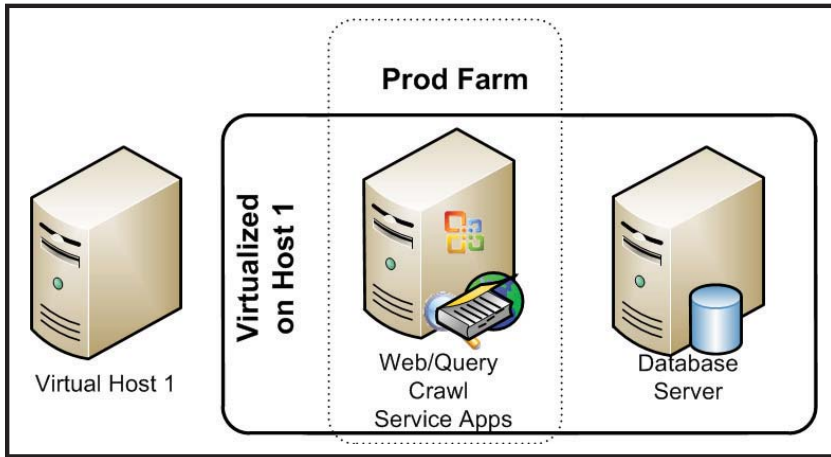 Prod Farm
Virtualized
on Host 1
Virtual Host 1
Web/Query
Crawl
Service Apps
Database
Server